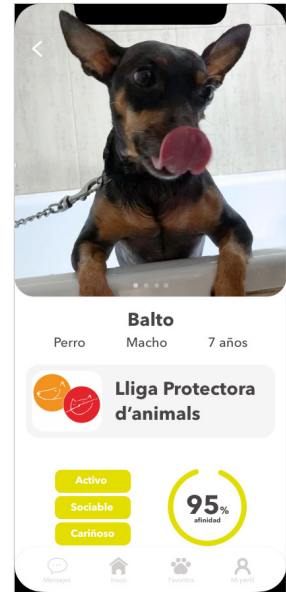 Balto
Perro Macho 7 años
Lliga Protectora
d’animals
Activo
Sociable
Cariñoso
95%
afinidad
Mensajes Inicio Favoritos Mi perfil